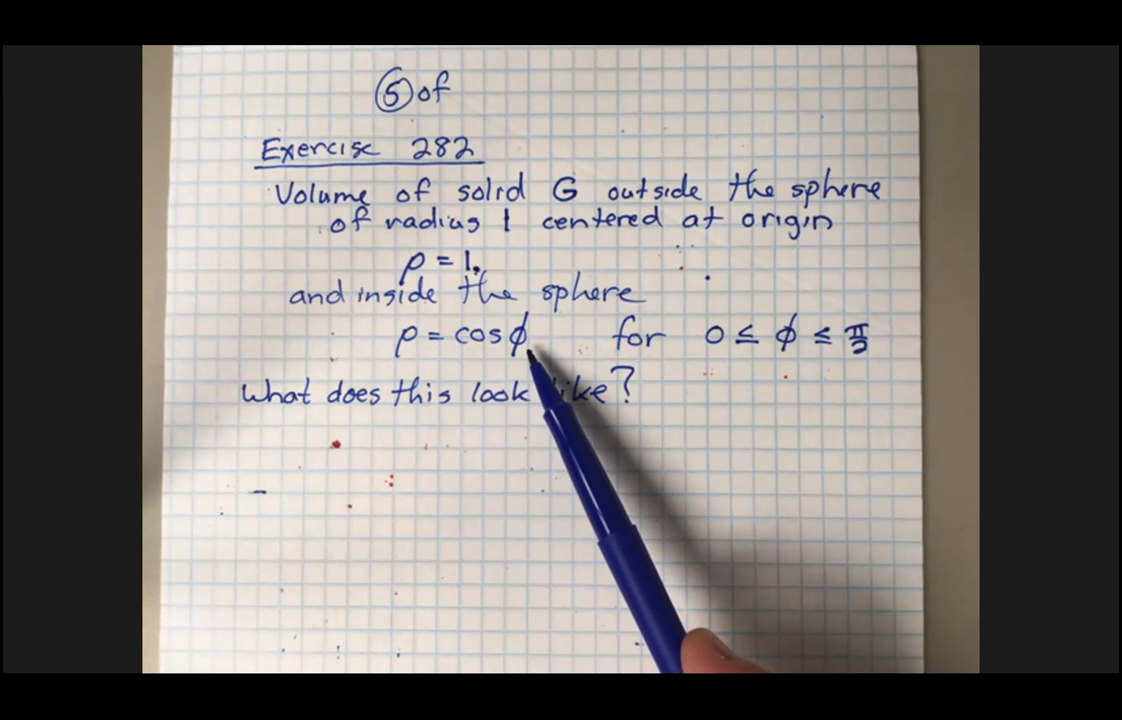 ⑤ of
Exercise 282
Volume of solid G outside the sphere
of radius 1 centered at origin
ρ = 1,
and inside the sphere
ρ = cos ϕ for 0 ≤ ϕ ≤ π/2
What does this look like?